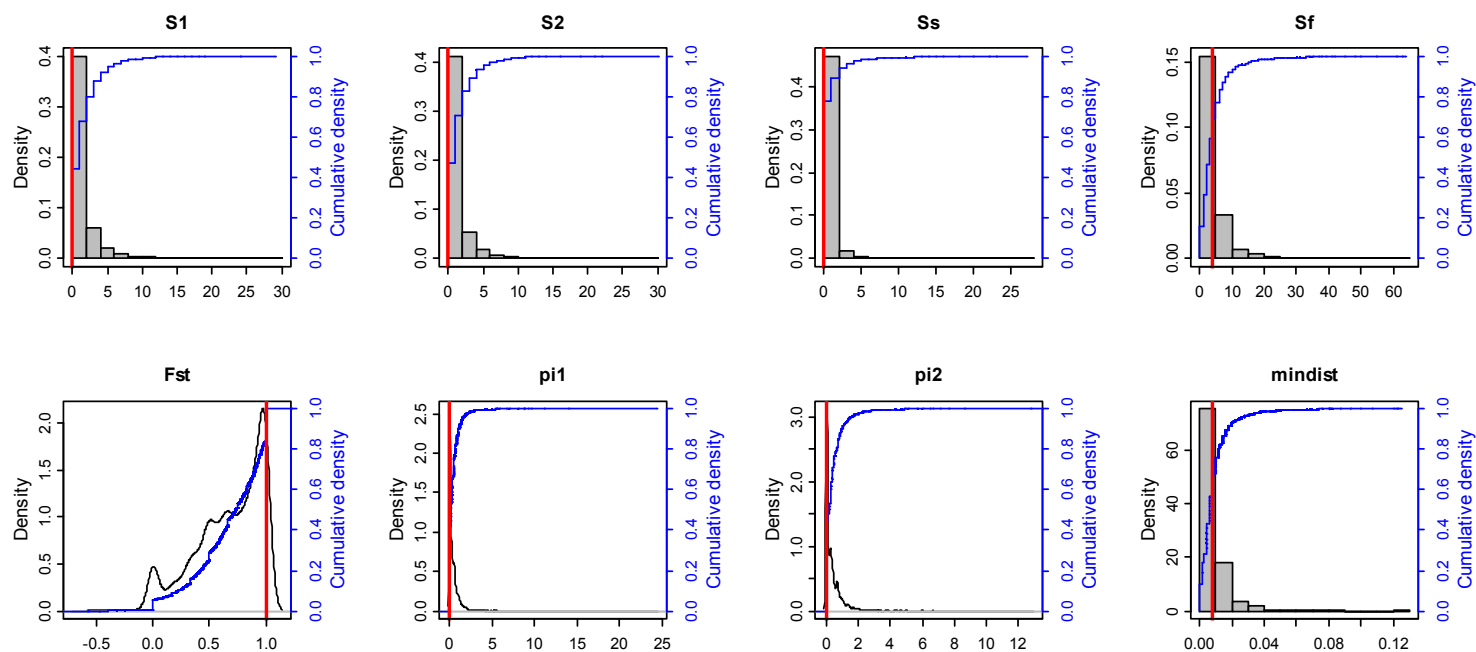 S1
S2
Ss
Sf
Density
0.0 0.1 0.2 0.3 0.4
0 5 10 15 20 25 30
0.0 0.2 0.4 0.6 0.8 1.0
Cumulative density
Density
0.0 0.1 0.2 0.3 0.4
0 5 10 15 20 25 30
0.0 0.2 0.4 0.6 0.8 1.0
Cumulative density
Density
0.0 0.1 0.2 0.3 0.4
0 5 10 15 20 25
0.0 0.2 0.4 0.6 0.8 1.0
Cumulative density
Density
0.00 0.05 0.10 0.15
0 10 20 30 40 50 60
0.0 0.2 0.4 0.6 0.8 1.0
Cumulative density
Fst
pi1
pi2
mindist
Density
0.0 0.5 1.0 1.5 2.0
-0.5 0.0 0.5 1.0
0.0 0.2 0.4 0.6 0.8 1.0
Cumulative density
Density
0.0 0.5 1.0 1.5 2.0 2.5
0 5 10 15 20 25
0.0 0.2 0.4 0.6 0.8 1.0
Cumulative density
Density
0.0 1.0 2.0 3.0
0 2 4 6 8 10 12
0.0 0.2 0.4 0.6 0.8 1.0
Cumulative density
Density
0 20 40 60
0.00 0.04 0.08 0.12
0.0 0.2 0.4 0.6 0.8 1.0
Cumulative density